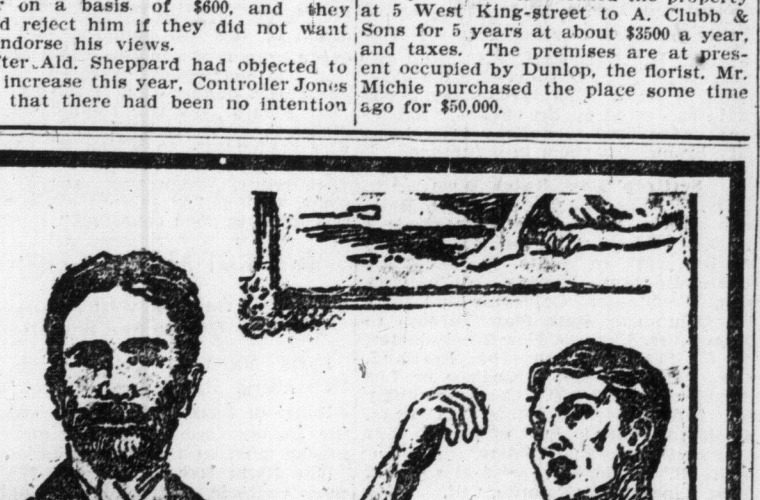 on a basis of $600, and they
reject him if they did not want
ndorse his views.
ter Ald. Sheppard had objected to
increase this year, Controller Jones
that there had been no intention
at 5 West King-street to A. Clubb &
Sons for 5 years at about $3500 a year,
and taxes. The premises are at pres-
ent occupied by Dunlop, the florist. Mr.
Michie purchased the place some time
ago for $50,000.